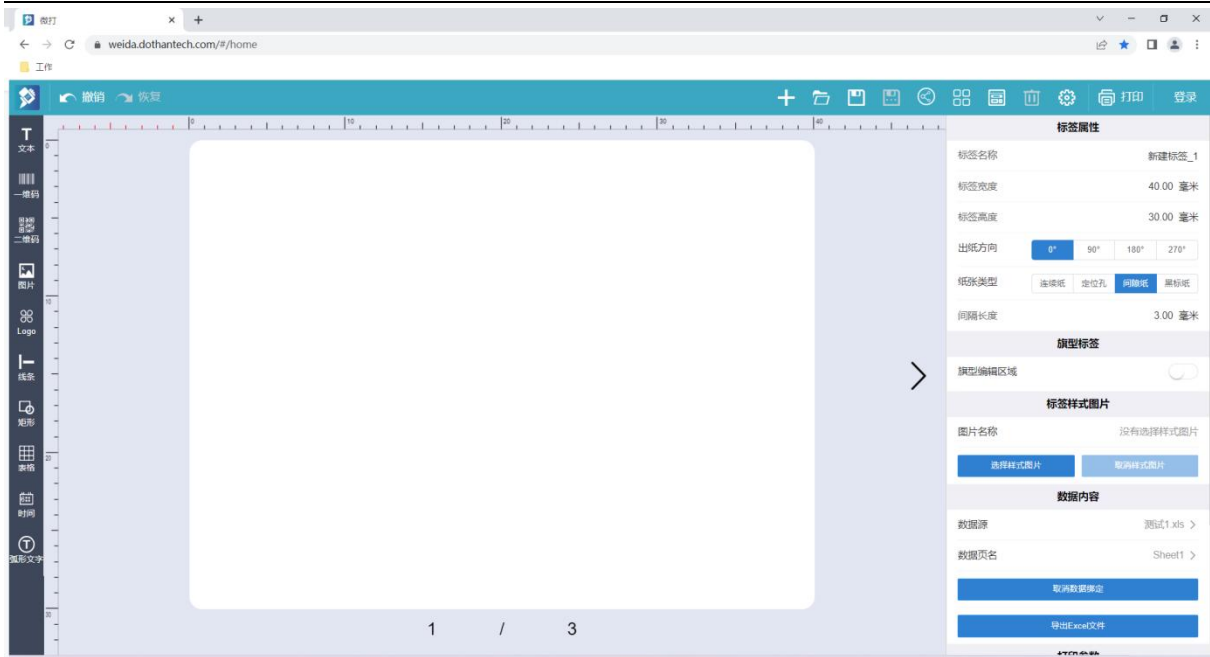 微打
weida.dothantech.com/#/home
工作
撤销 恢复 打印 登录
0 10 20 30 40
文本
一维码
二维码
图片
Logo
线条
矩形
表格
时间
弧形文字
0
10
20
30
标签属性
标签名称 新建标签_1
标签宽度 40.00 毫米
标签高度 30.00 毫米
出纸方向 0° 90° 180° 270°
纸张类型 连续纸 定位孔 间隙纸 黑标纸
间隔长度 3.00 毫米
旗型标签
旗型编辑区域
标签样式图片
图片名称 没有选择样式图片
选择样式图片 取消样式图片
数据内容
数据源 测试1.xls >
数据页名 Sheet1 >
取消数据绑定
导出Excel文件
打印参数
1 / 3